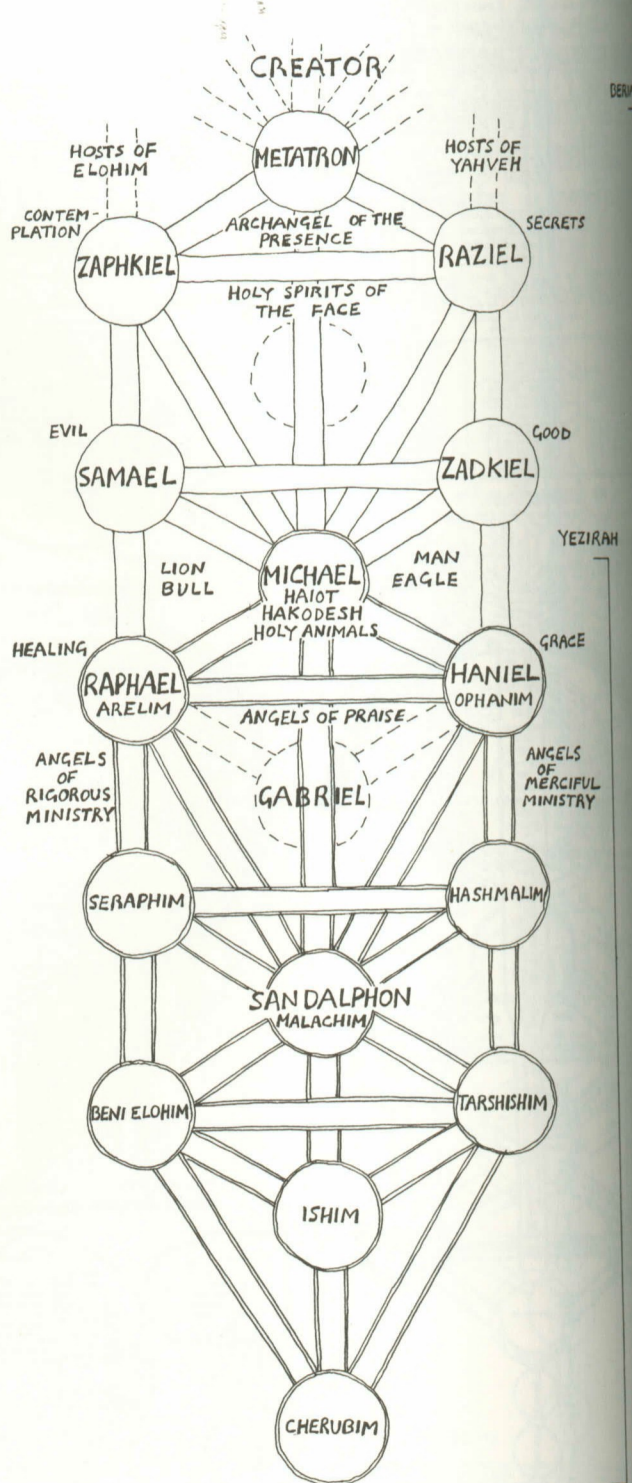 CREATOR
BERIA
METATRON
HOSTS OF
ELOHIM
HOSTS OF
YAHVEH
CONTEM-
PLATION
ARCHANGEL OF THE
PRESENCE
SECRETS
ZAPHKIEL
RAZIEL
HOLY SPIRITS OF
THE FACE
EVIL
GOOD
SAMAEL
ZADKIEL
YEZIRAH
LION
BULL
MICHAEL
HAIOT
HAKODESH
HOLY ANIMALS
MAN
EAGLE
HEALING
GRACE
RAPHAEL
ARELIM
HANIEL
OPHANIM
ANGELS OF PRAISE
ANGELS
OF
RIGOROUS
MINISTRY
GABRIEL
ANGELS
OF
MERCIFUL
MINISTRY
SERAPHIM
HASHMALIM
SANDALPHON
MALACHIM
BENI ELOHIM
TARSHISHIM
ISHIM
CHERUBIM